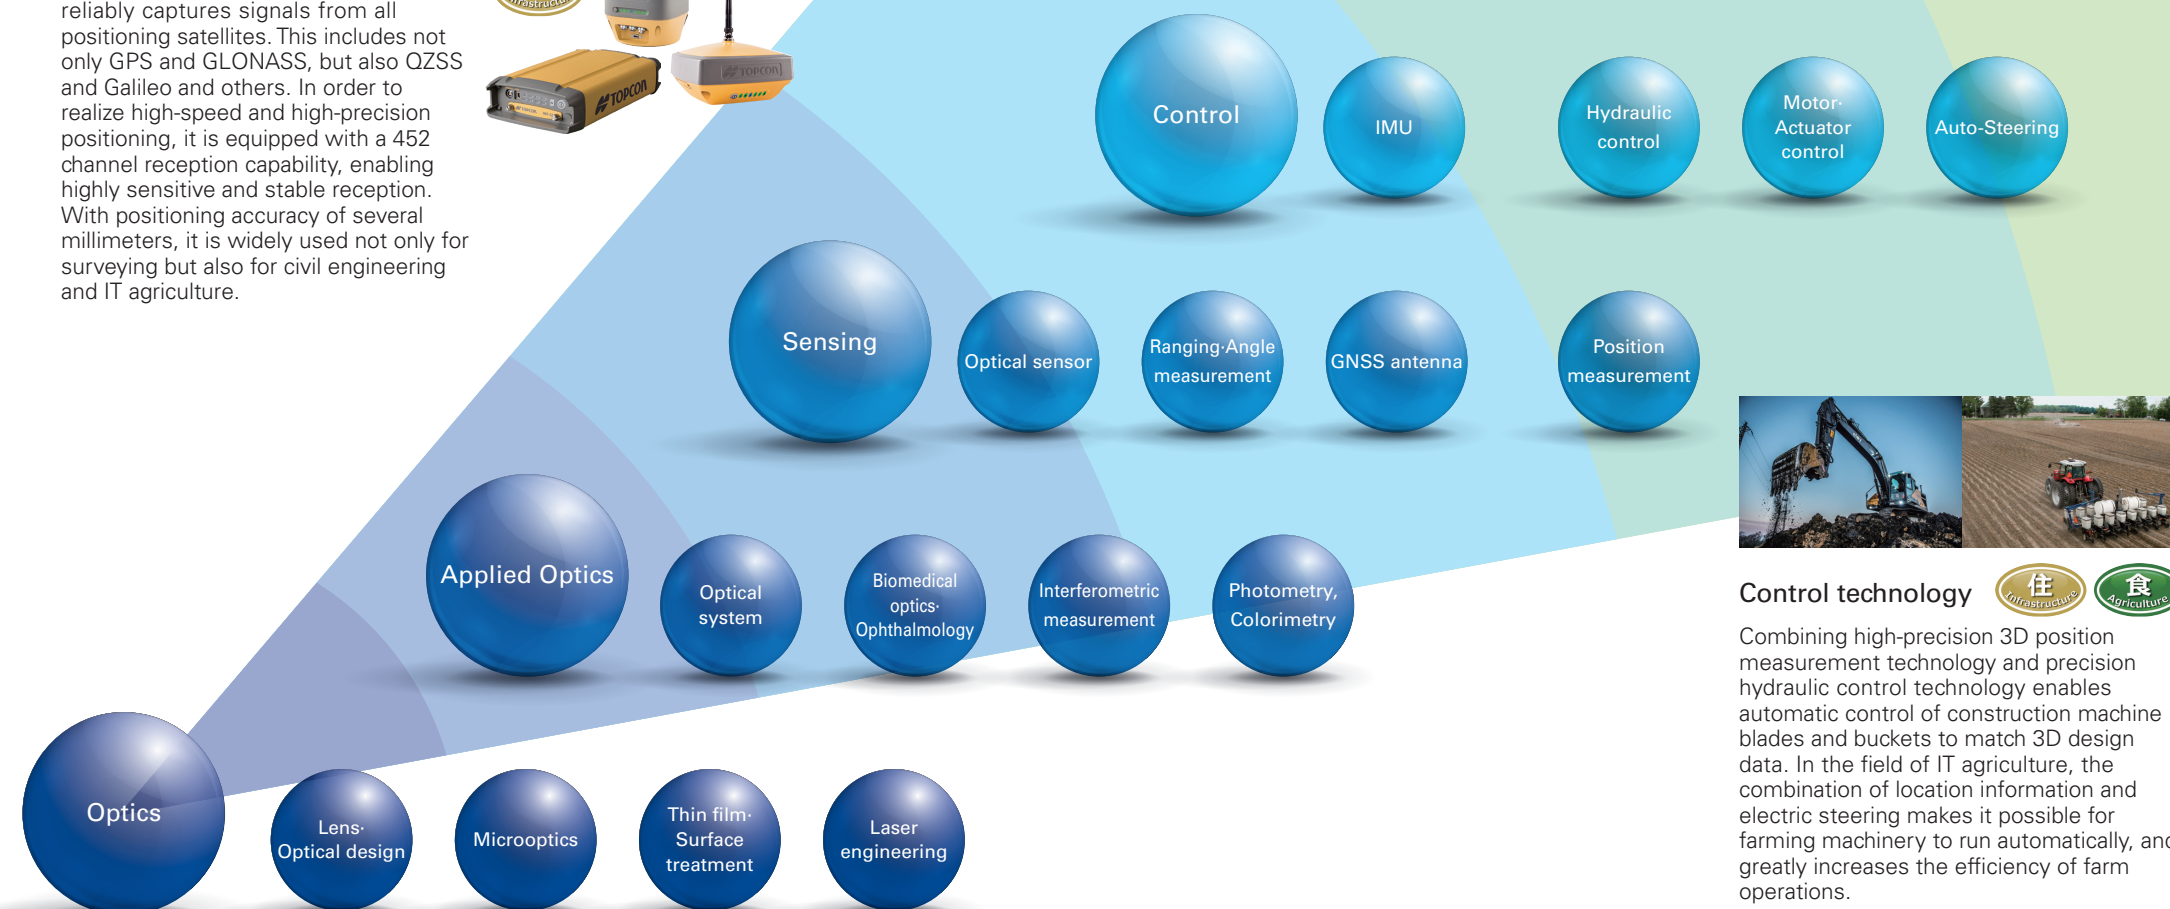 reliably captures signals from all
positioning satellites. This includes not
only GPS and GLONASS, but also QZSS
and Galileo and others. In order to
realize high-speed and high-precision
positioning, it is equipped with a 452
channel reception capability, enabling
highly sensitive and stable reception.
With positioning accuracy of several
millimeters, it is widely used not only for
surveying but also for civil engineering
and IT agriculture.
Infrastructure
TOPCON
TOPCON
Control
IMU
Hydraulic
control
Motor·
Actuator
control
Auto-Steering
Sensing
Optical sensor
Ranging·Angle
measurement
GNSS antenna
Position
measurement
Applied Optics
Optical
system
Biomedical
optics·
Ophthalmology
Interferometric
measurement
Photometry,
Colorimetry
Optics
Lens·
Optical design
Microoptics
Thin film·
Surface
treatment
Laser
engineering
Control technology
住
Infrastructure
食
Agriculture
Combining high-precision 3D position
measurement technology and precision
hydraulic control technology enables
automatic control of construction machine
blades and buckets to match 3D design
data. In the field of IT agriculture, the
combination of location information and
electric steering makes it possible for
farming machinery to run automatically, and
greatly increases the efficiency of farm
operations.